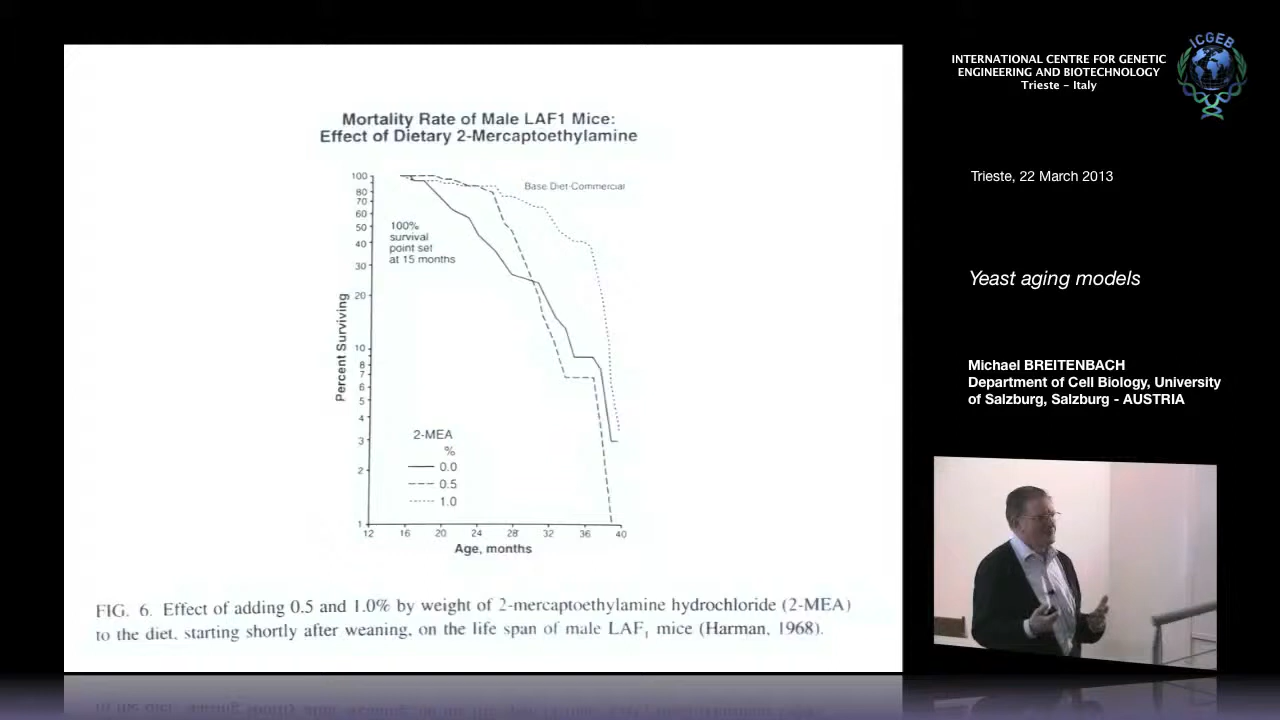 Mortality Rate of Male LAF1 Mice:
Effect of Dietary 2-Mercaptoethylamine
Base Diet-Commercial
100%
survival
point set
at 15 months
Percent Surviving
100
80
70
60
50
40
30
20
10
8
7
6
5
4
3
2
1
2-MEA
%
0.0
0.5
1.0
12 16 20 24 28 32 36 40
Age, months
FIG. 6. Effect of adding 0.5 and 1.0% by weight of 2-mercaptoethylamine hydrochloride (2-MEA)
to the diet, starting shortly after weaning, on the life span of male LAF₁ mice (Harman, 1968).
INTERNATIONAL CENTRE FOR GENETIC
ENGINEERING AND BIOTECHNOLOGY
Trieste – Italy
ICGEB
Trieste, 22 March 2013
Yeast aging models
Michael BREITENBACH
Department of Cell Biology, University
of Salzburg, Salzburg - AUSTRIA